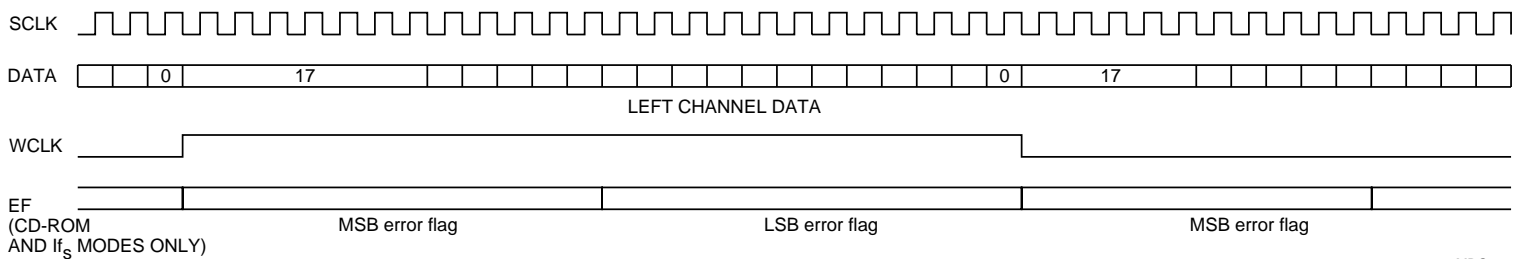 SCLK
DATA 0 17 0 17
LEFT CHANNEL DATA
WCLK
EF
(CD-ROM
AND Ifs MODES ONLY)
MSB error flag LSB error flag MSB error flag